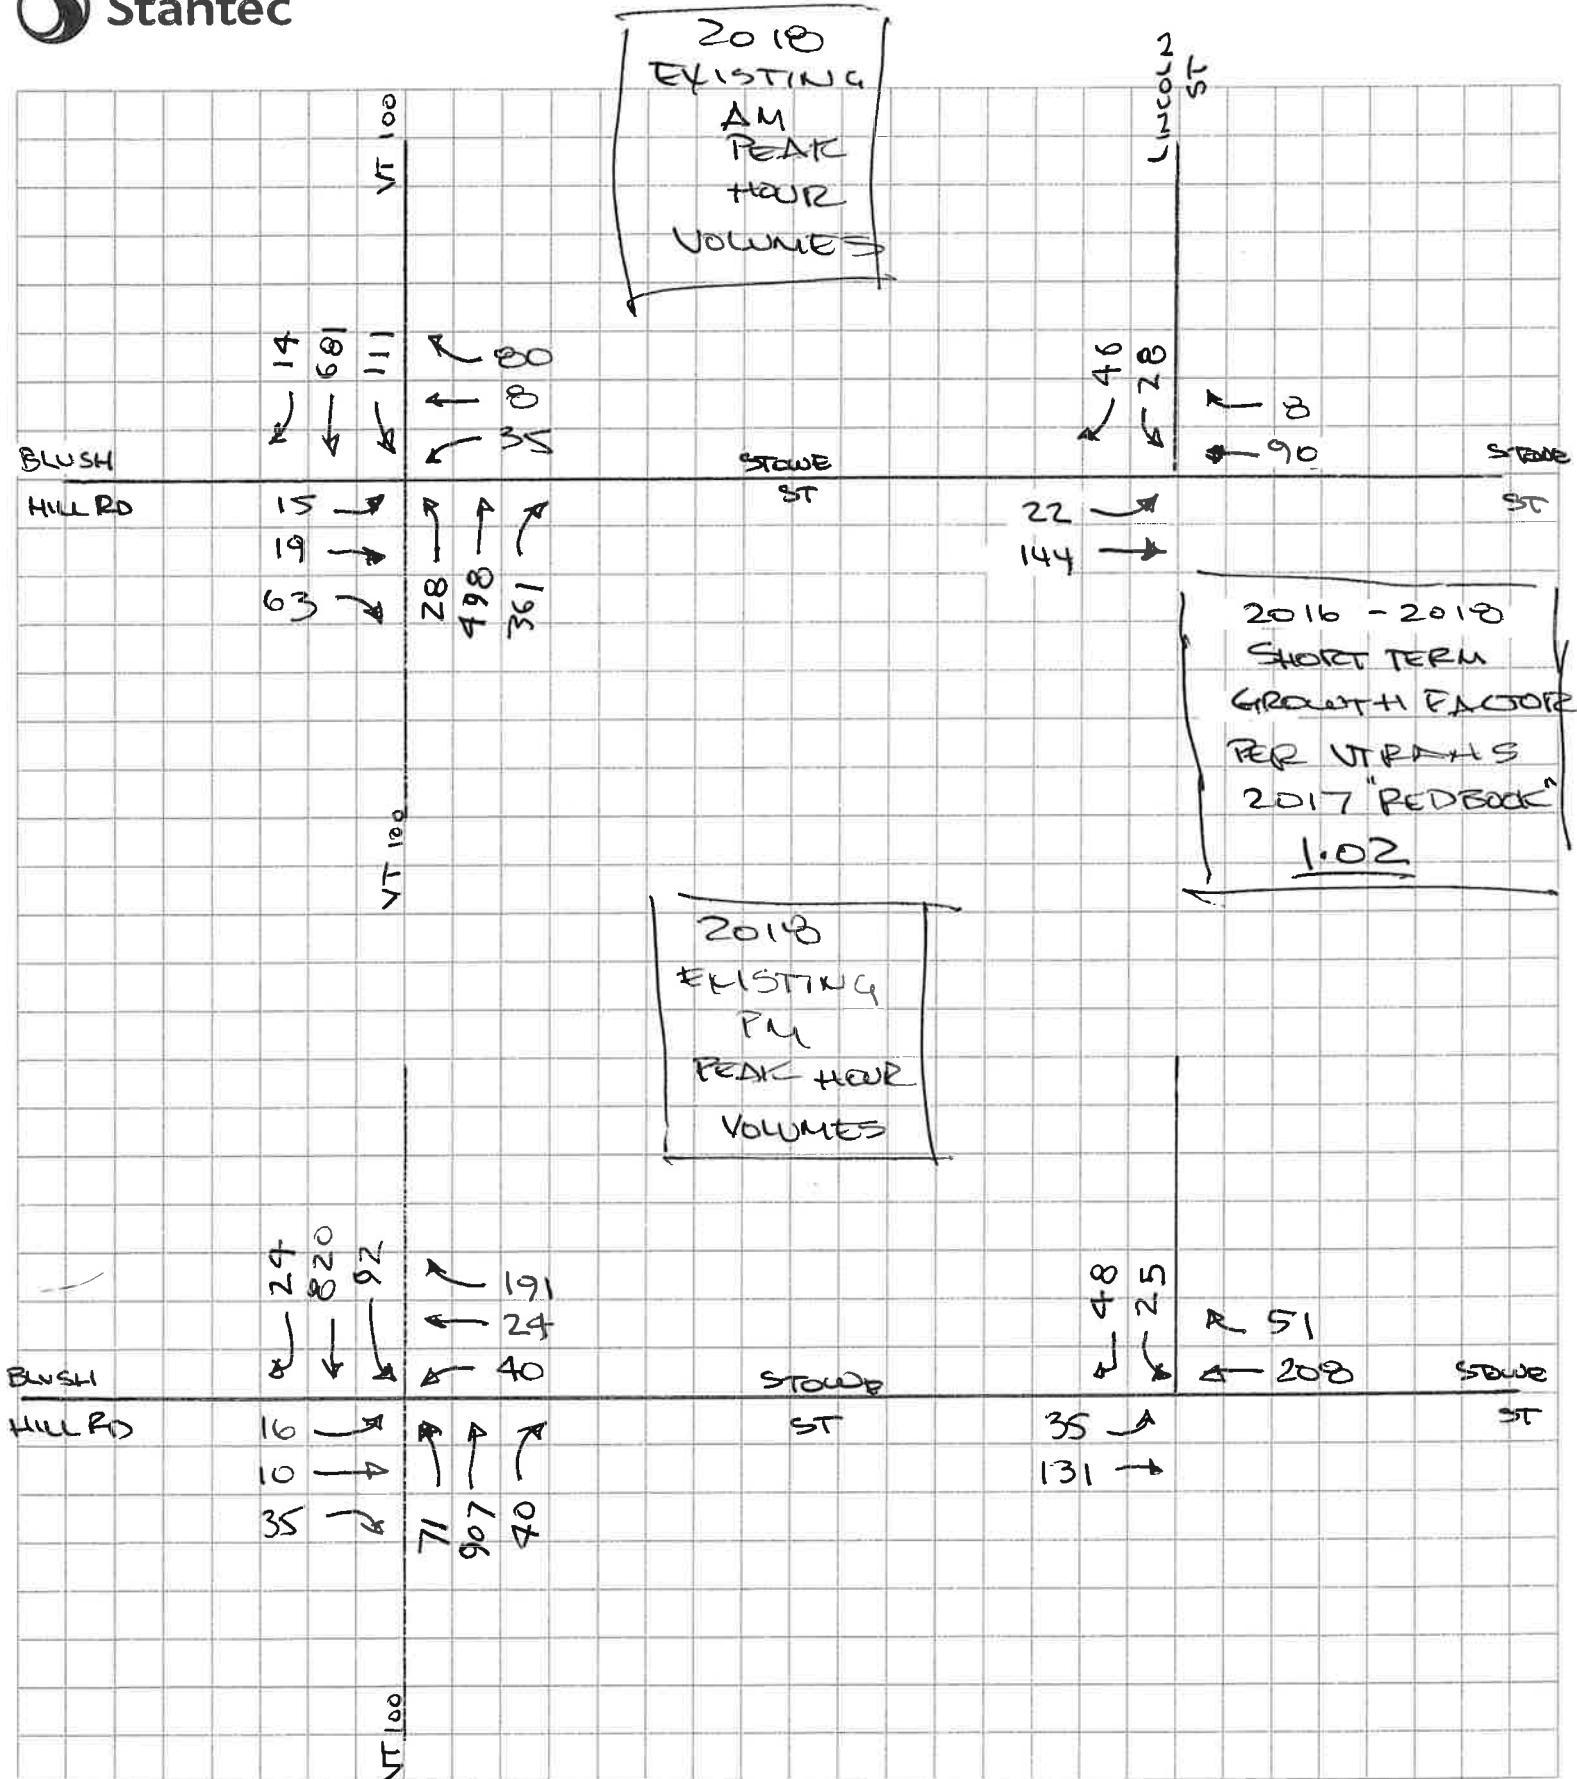 Stantec
2018
EXISTING
AM
PEAK
HOUR
VOLUMES
VT 100
LINCOLN
ST
14
681
111
80
8
35
46
28
8
90
BLUSH
HILL RD
STOWE
ST
STOWE
ST
15
19
63
28
498
361
22
144
2016 - 2018
SHORT TERM
GROWTH FACTOR
PER VTRANS
2017 "REDBOOK"
1.02
VT 100
2018
EXISTING
PM
PEAK HOUR
VOLUMES
24
820
92
191
24
40
48
25
51
208
BLUSH
HILL RD
STOWE
ST
STOWE
ST
16
10
35
71
907
40
35
131
VT 100